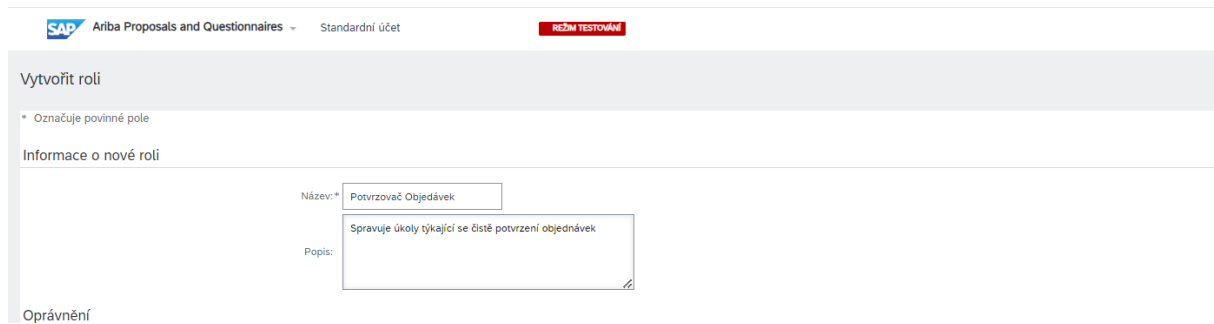 SAP Ariba Proposals and Questionnaires Standardní účet REŽIM TESTOVÁNÍ
Vytvořit roli
* Označuje povinné pole
Informace o nové roli
Název:* Potvrzovač Objedávek
Spravuje úkoly týkající se čistě potvrzení objednávek
Popis:
Oprávnění